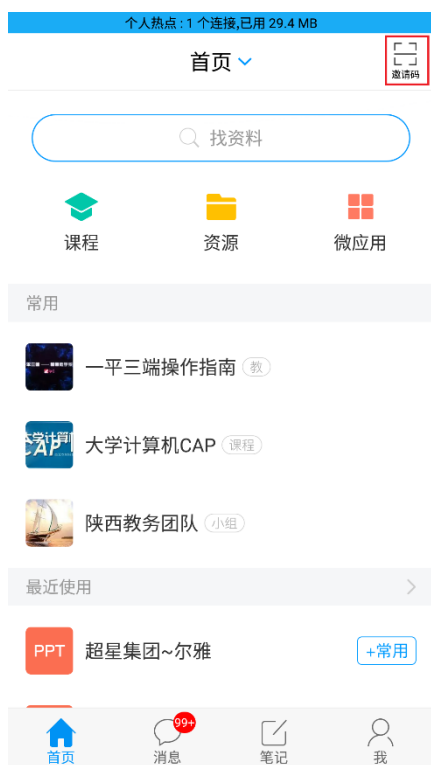 个人热点 : 1 个连接,已用 29.4 MB
首页
邀请码
找资料
课程 资源 微应用
常用
一平三端操作指南 教
大学计算机CAP 课程
陕西教务团队 小组
最近使用
PPT 超星集团~尔雅 +常用
99+
首页 消息 笔记 我